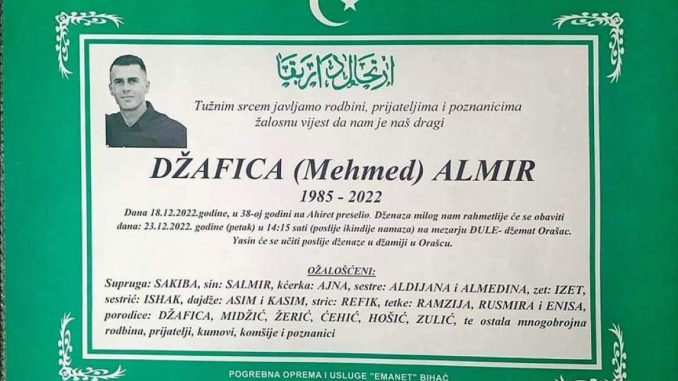 Tužnim srcem javljamo rodbini, prijateljima i poznanicima
žalosnu vijest da nam je naš dragi
DŽAFICA (Mehmed) ALMIR
1985 - 2022
Dana 18.12.2022.godine, u 38-oj godini na Ahiret preselio. Dženaza milog nam rahmetlije će se obaviti
dana: 23.12.2022. godine (petak) u 14:15 sati (poslije ikindije namaza) na mezarju ĐULE- džemat Orašac.
Yasin će se učiti poslije dženaze u džamiji u Orašcu.
OŽALOŠĆENI:
Supruga: SAKIBA, sin: SALMIR, kćerka: AJNA, sestre: ALDIJANA i ALMEDINA, zet: IZET,
sestrić: ISHAK, dajdže: ASIM i KASIM, stric: REFIK, tetke: RAMZIJA, RUSMIRA i ENISA,
porodice: DŽAFICA, MIDŽIĆ, ŽERIĆ, ĆEHIĆ, HOŠIĆ, ZULIĆ, te ostala mnogobrojna
rodbina, prijatelji, kumovi, komšije i poznanici
POGREBNA OPREMA I USLUGE "EMANET" BIHAĆ